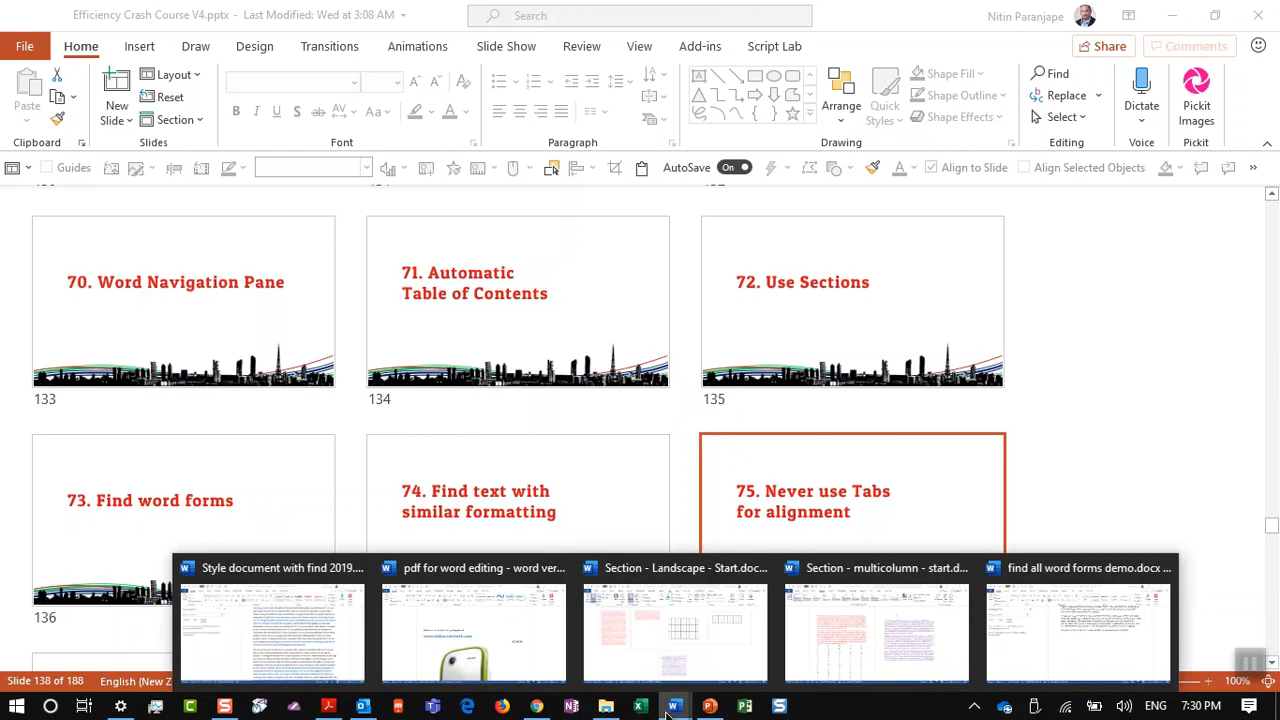 Efficiency Crash Course V4.pptx - Last Modified: Wed at 3:08 AM
Search
Nitin Paranjape
File Home Insert Draw Design Transitions Animations Slide Show Review View Add-ins Script Lab Share Comments
Paste
New Slide
Layout
Reset
Section
B I U S ab AV Aa A
Arrange
Quick Styles
Shape Fill
Shape Outline
Shape Effects
Find
Replace
Select
Dictate
Pickit Images
Clipboard Slides Font Paragraph Drawing Editing Voice Pickit
Guides AutoSave On Align to Slide Align Selected Objects
70. Word Navigation Pane
71. Automatic
Table of Contents
72. Use Sections
133 134 135
73. Find word forms
74. Find text with
similar formatting
75. Never use Tabs
for alignment
136
Style document with find 2019....
pdf for word editing - word ver...
Section - Landscape - Start.doc...
Section - multicolumn - start.d...
find all word forms demo.docx ...
Slide 138 of 188 English (New Z 100%
ENG 7:30 PM